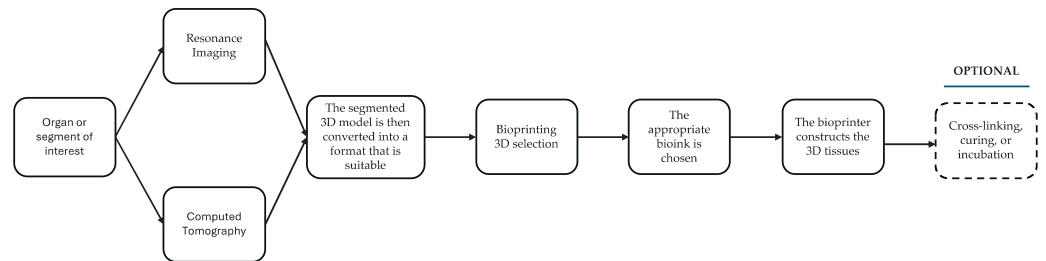 Organ or
segment of
interest
Resonance
Imaging
Computed
Tomography
The segmented
3D model is then
converted into a
format that is
suitable
Bioprinting
3D selection
The
appropriate
bioink is
chosen
The bioprinter
constructs the
3D tissues
OPTIONAL
Cross-linking,
curing, or
incubation